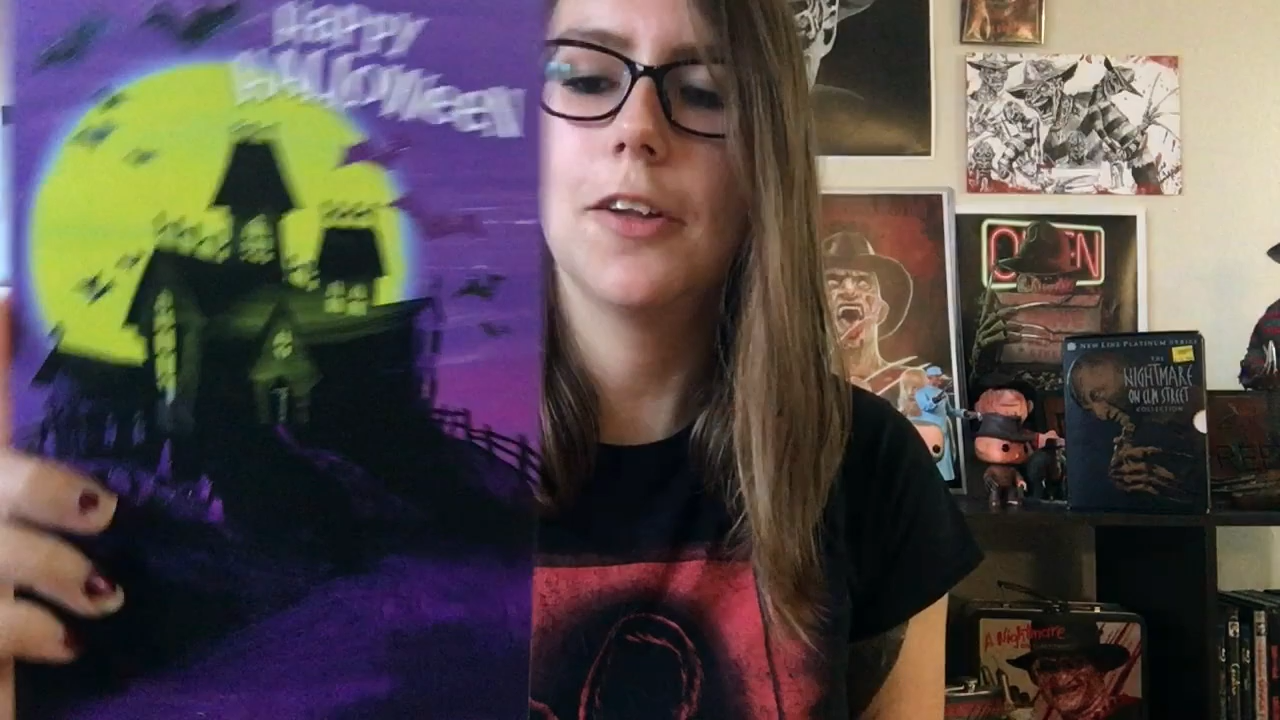 Happy
Halloween
OPEN
NEW LINE PLATINUM SERIES
THE
NIGHTMARE
ON ELM STREET
COLLECTION
A Nightmare